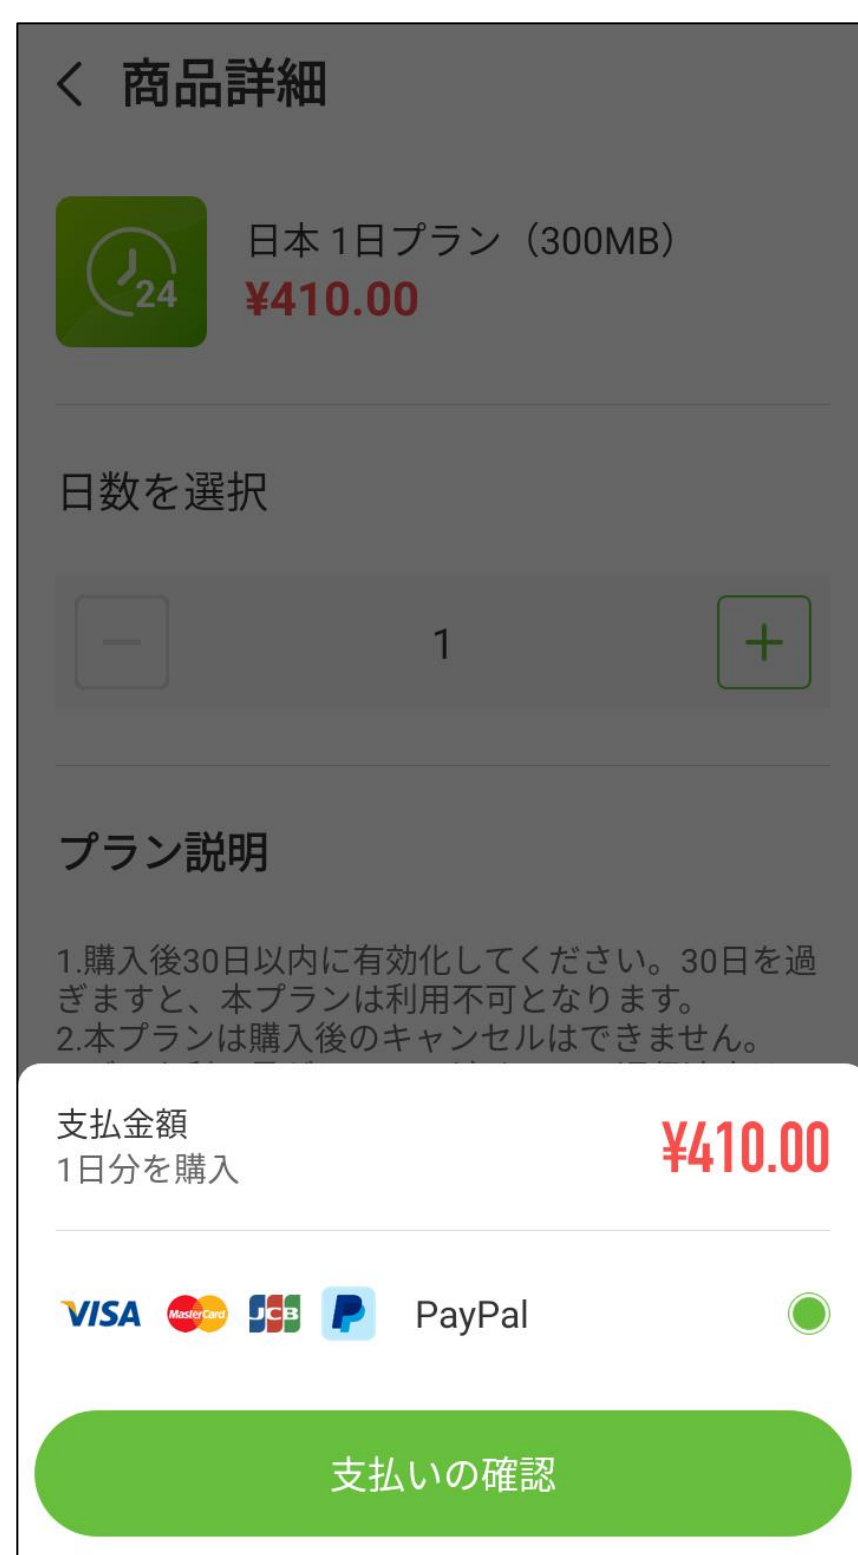 商品詳細
24
日本 1日プラン（300MB）
¥410.00
日数を選択
1
プラン説明
1.購入後30日以内に有効化してください。30日を過
ぎますと、本プランは利用不可となります。
2.本プランは購入後のキャンセルはできません。
支払金額
¥410.00
1日分を購入
VISA MasterCard JCB PayPal
支払いの確認